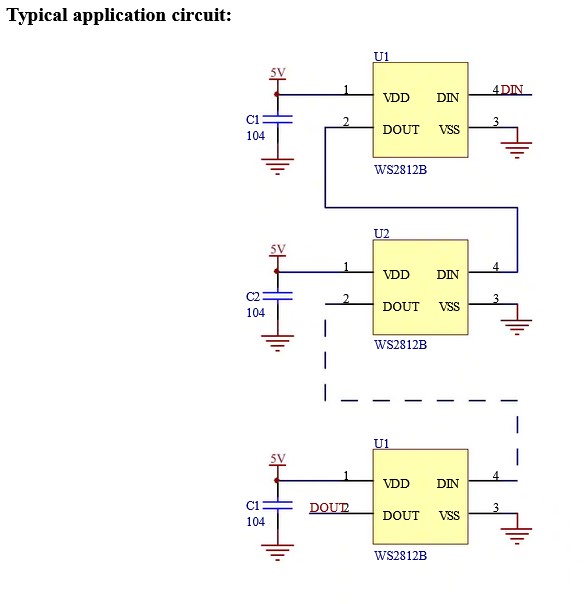 Typical application circuit:
U1
5V
1 VDD DIN 4 DIN
C1
104
2 DOUT VSS 3
WS2812B
U2
5V
1 VDD DIN 4
C2
104
2 DOUT VSS 3
WS2812B
U1
5V
1 VDD DIN 4
C1
104
DOUT 2 DOUT VSS 3
WS2812B